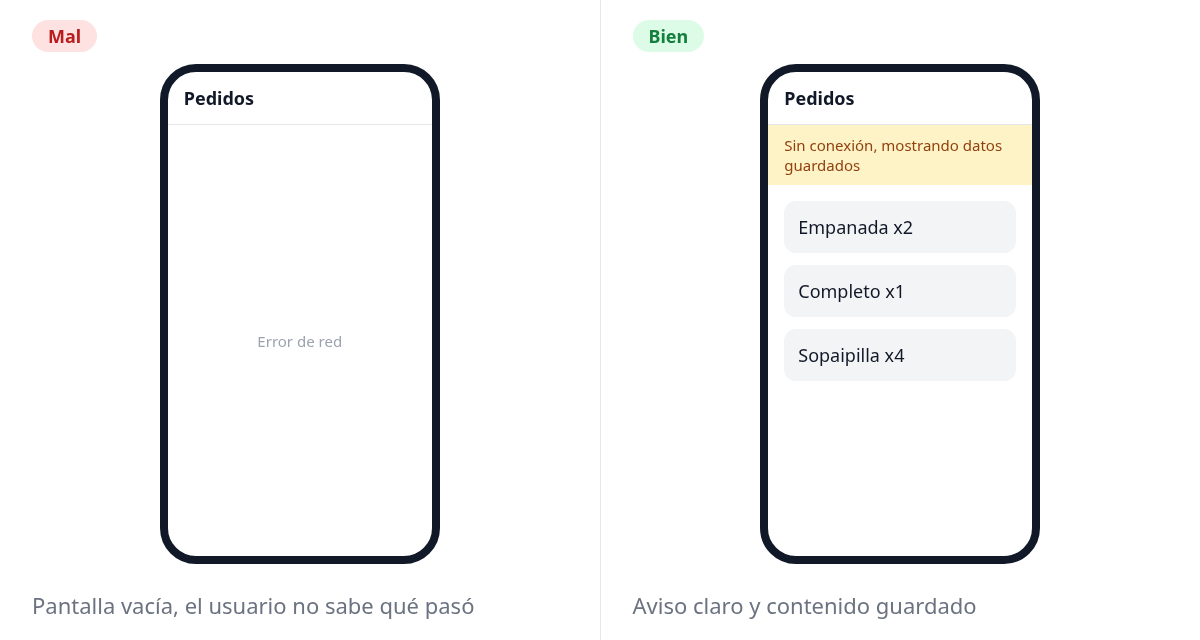 Mal
Pedidos
Error de red
Pantalla vacía, el usuario no sabe qué pasó
Bien
Pedidos
Sin conexión, mostrando datos
guardados
Empanada x2
Completo x1
Sopaipilla x4
Aviso claro y contenido guardado